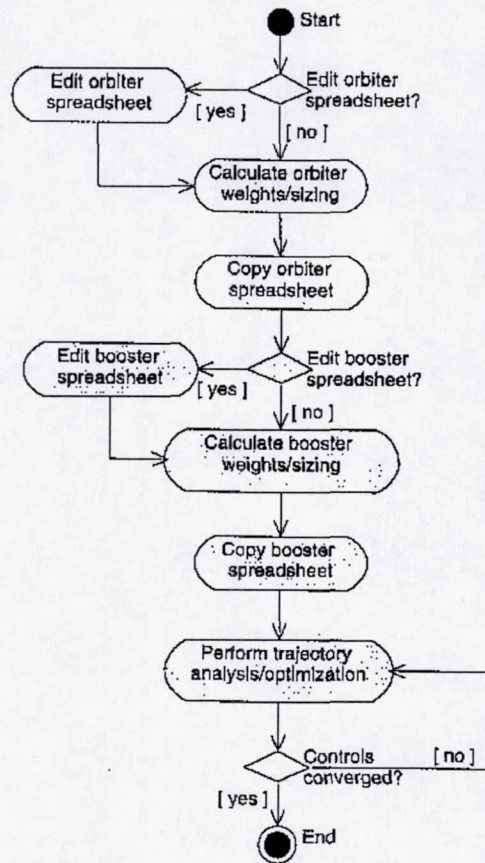 Start
Edit orbiter
spreadsheet
Edit orbiter
spreadsheet?
[ yes ]
[ no ]
Calculate orbiter
weights/sizing
Copy orbiter
spreadsheet
Edit booster
spreadsheet
Edit booster
spreadsheet?
[ yes ]
[ no ]
Calculate booster
weights/sizing
Copy booster
spreadsheet
Perform trajectory
analysis/optimization
Controls
converged?
[ no ]
[ yes ]
End